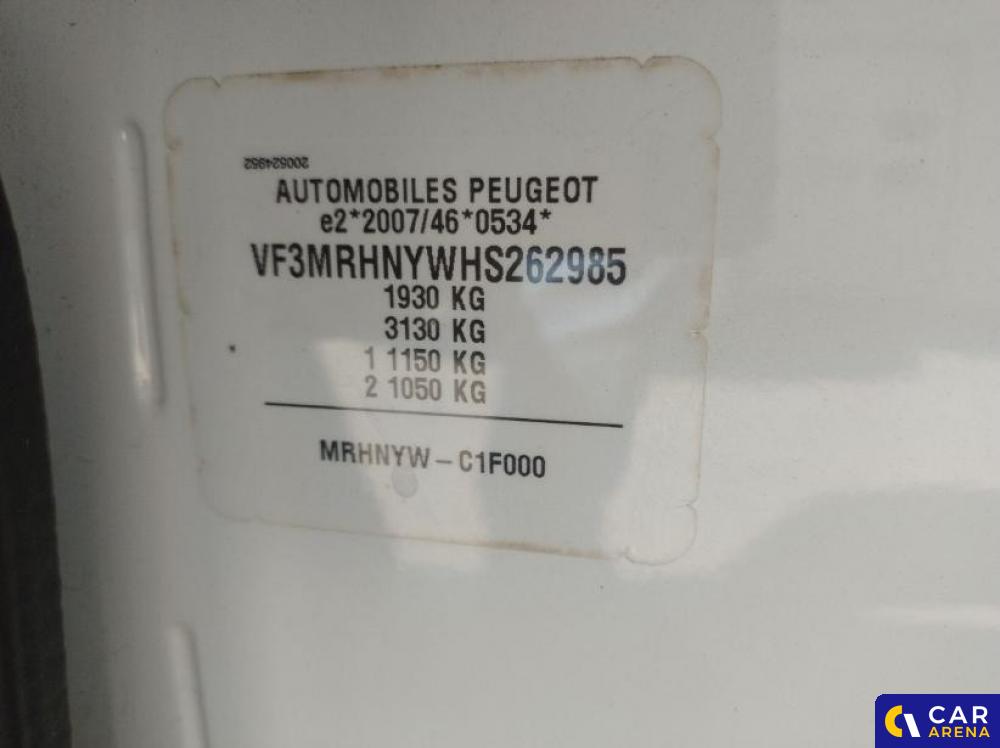 200524952
AUTOMOBILES PEUGEOT
e2*2007/46*0534*
VF3MRHNYWHS262985
1930 KG
3130 KG
1 1150 KG
2 1050 KG
MRHNYW-C1F000
CAR
ARENA